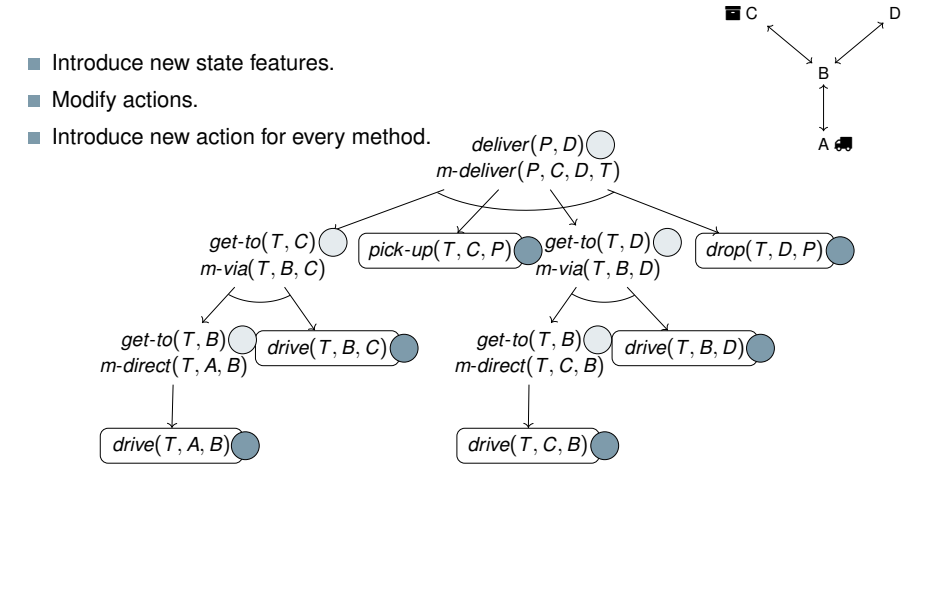 C
D
Introduce new state features.
B
Modify actions.
Introduce new action for every method.
deliver(P, D)
A
m-deliver(P, C, D, T)
get-to(T, C)
pick-up(T, C, P)
get-to(T, D)
drop(T, D, P)
m-via(T, B, C)
m-via(T, B, D)
get-to(T, B)
drive(T, B, C)
get-to(T, B)
drive(T, B, D)
m-direct(T, A, B)
m-direct(T, C, B)
drive(T, A, B)
drive(T, C, B)